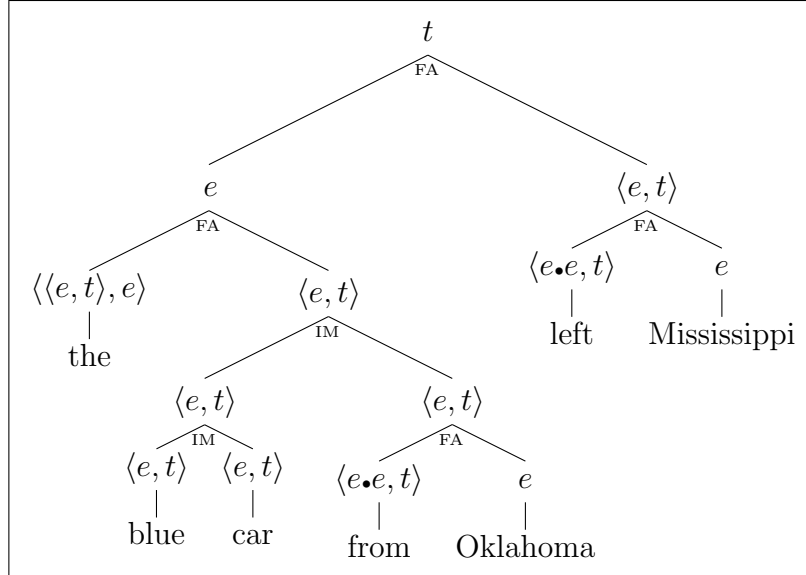 t
FA
e ⟨e, t⟩
FA FA
⟨⟨e, t⟩, e⟩ ⟨e, t⟩ ⟨e•e, t⟩ e
the IM left Mississippi
⟨e, t⟩ ⟨e, t⟩
IM FA
⟨e, t⟩ ⟨e, t⟩ ⟨e•e, t⟩ e
blue car from Oklahoma